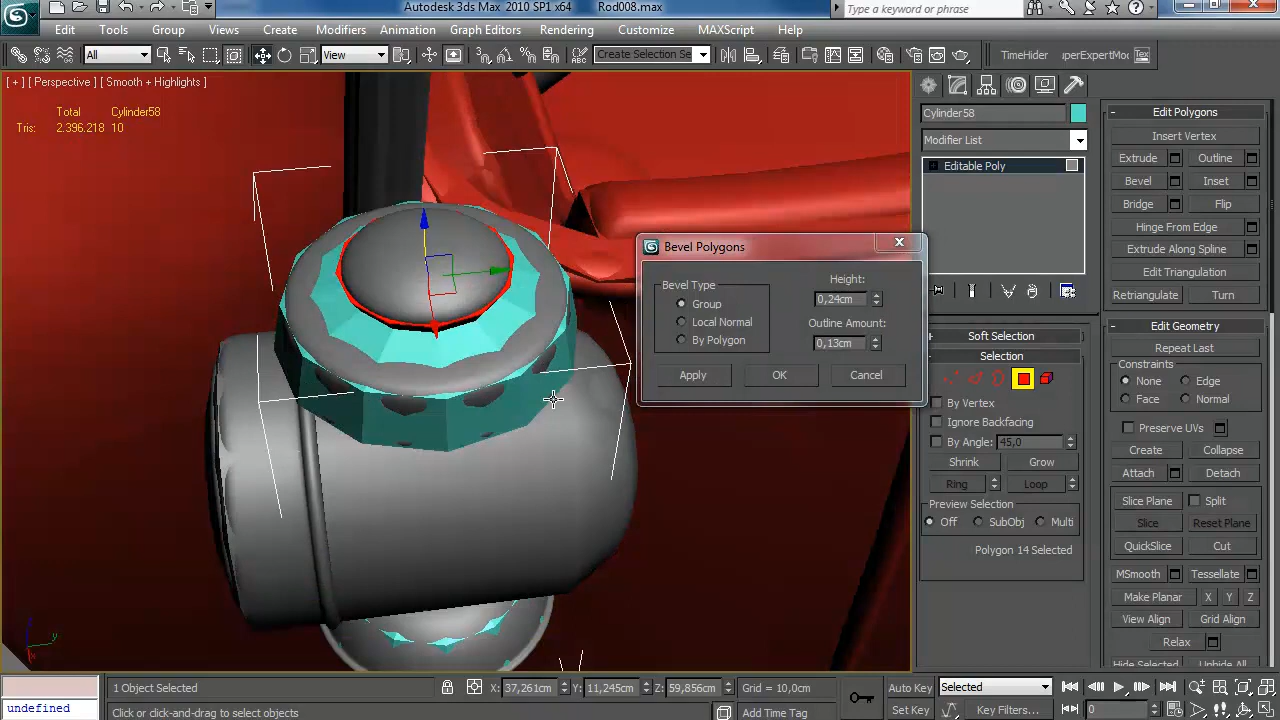 Autodesk 3ds Max 2010 SP1 x64 Rod008.max
Type a keyword or phrase
Edit Tools Group Views Create Modifiers Animation Graph Editors Rendering Customize MAXScript Help
All View Create Selection Se TimeHider perExpertMo Tex
[ + ] [ Perspective ] [ Smooth + Highlights ]
Total Cylinder58
Tris: 2.396.218 10
Cylinder58
Modifier List
Editable Poly
Bevel Polygons
Bevel Type
Group
Local Normal
By Polygon
Height:
0,24cm
Outline Amount:
0,13cm
Apply OK Cancel
Soft Selection
Selection
By Vertex
Ignore Backfacing
By Angle: 45,0
Shrink Grow
Ring Loop
Preview Selection
Off SubObj Multi
Polygon 14 Selected
Edit Polygons
Insert Vertex
Extrude Outline
Bevel Inset
Bridge Flip
Hinge From Edge
Extrude Along Spline
Edit Triangulation
Retriangulate Turn
Edit Geometry
Repeat Last
Constraints
None Edge
Face Normal
Preserve UVs
Create Collapse
Attach Detach
Slice Plane Split
Slice Reset Plane
QuickSlice Cut
MSmooth Tessellate
Make Planar X Y Z
View Align Grid Align
Relax
Hide Selected Unhide All
z y x
undefined
1 Object Selected X: 37,261cm Y: 11,245cm Z: 59,856cm Grid = 10,0cm
Click or click-and-drag to select objects Add Time Tag
Auto Key Selected
Set Key Key Filters... 0